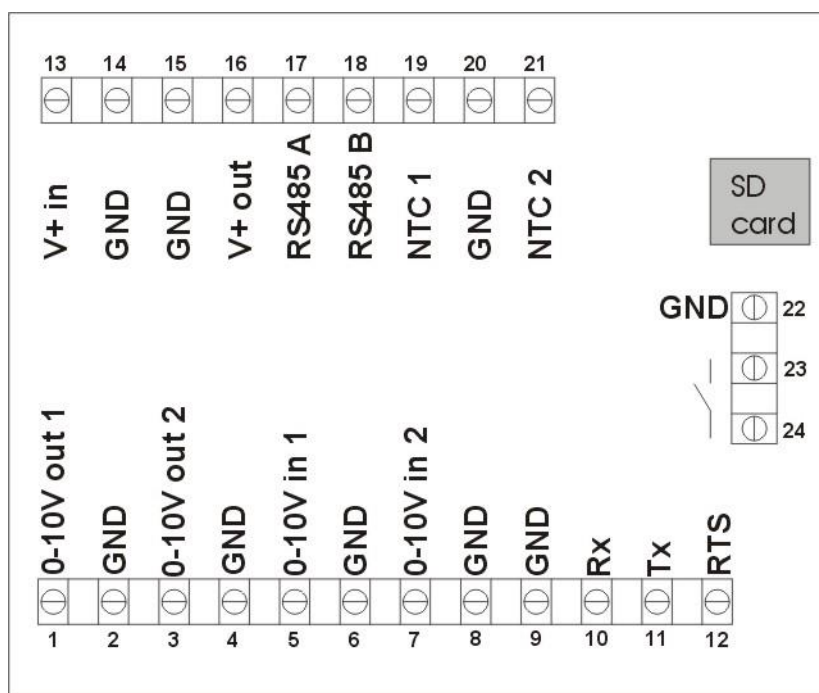 13 14 15 16 17 18 19 20 21
V+ in
GND
GND
V+ out
RS485 A
RS485 B
NTC 1
GND
NTC 2
SD
card
GND 22
23
24
0-10V out 1
GND
0-10V out 2
GND
0-10V in 1
GND
0-10V in 2
GND
GND
Rx
Tx
RTS
1 2 3 4 5 6 7 8 9 10 11 12